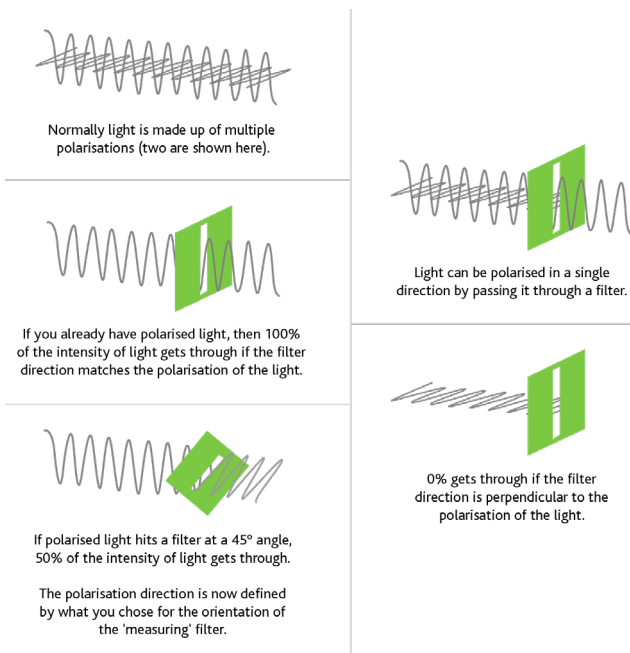 Normally light is made up of multiple
polarisations (two are shown here).
Light can be polarised in a single
direction by passing it through a filter.
If you already have polarised light, then 100%
of the intensity of light gets through if the filter
direction matches the polarisation of the light.
0% gets through if the filter
direction is perpendicular to the
polarisation of the light.
If polarised light hits a filter at a 45º angle,
50% of the intensity of light gets through.
The polarisation direction is now defined
by what you chose for the orientation of
the 'measuring' filter.